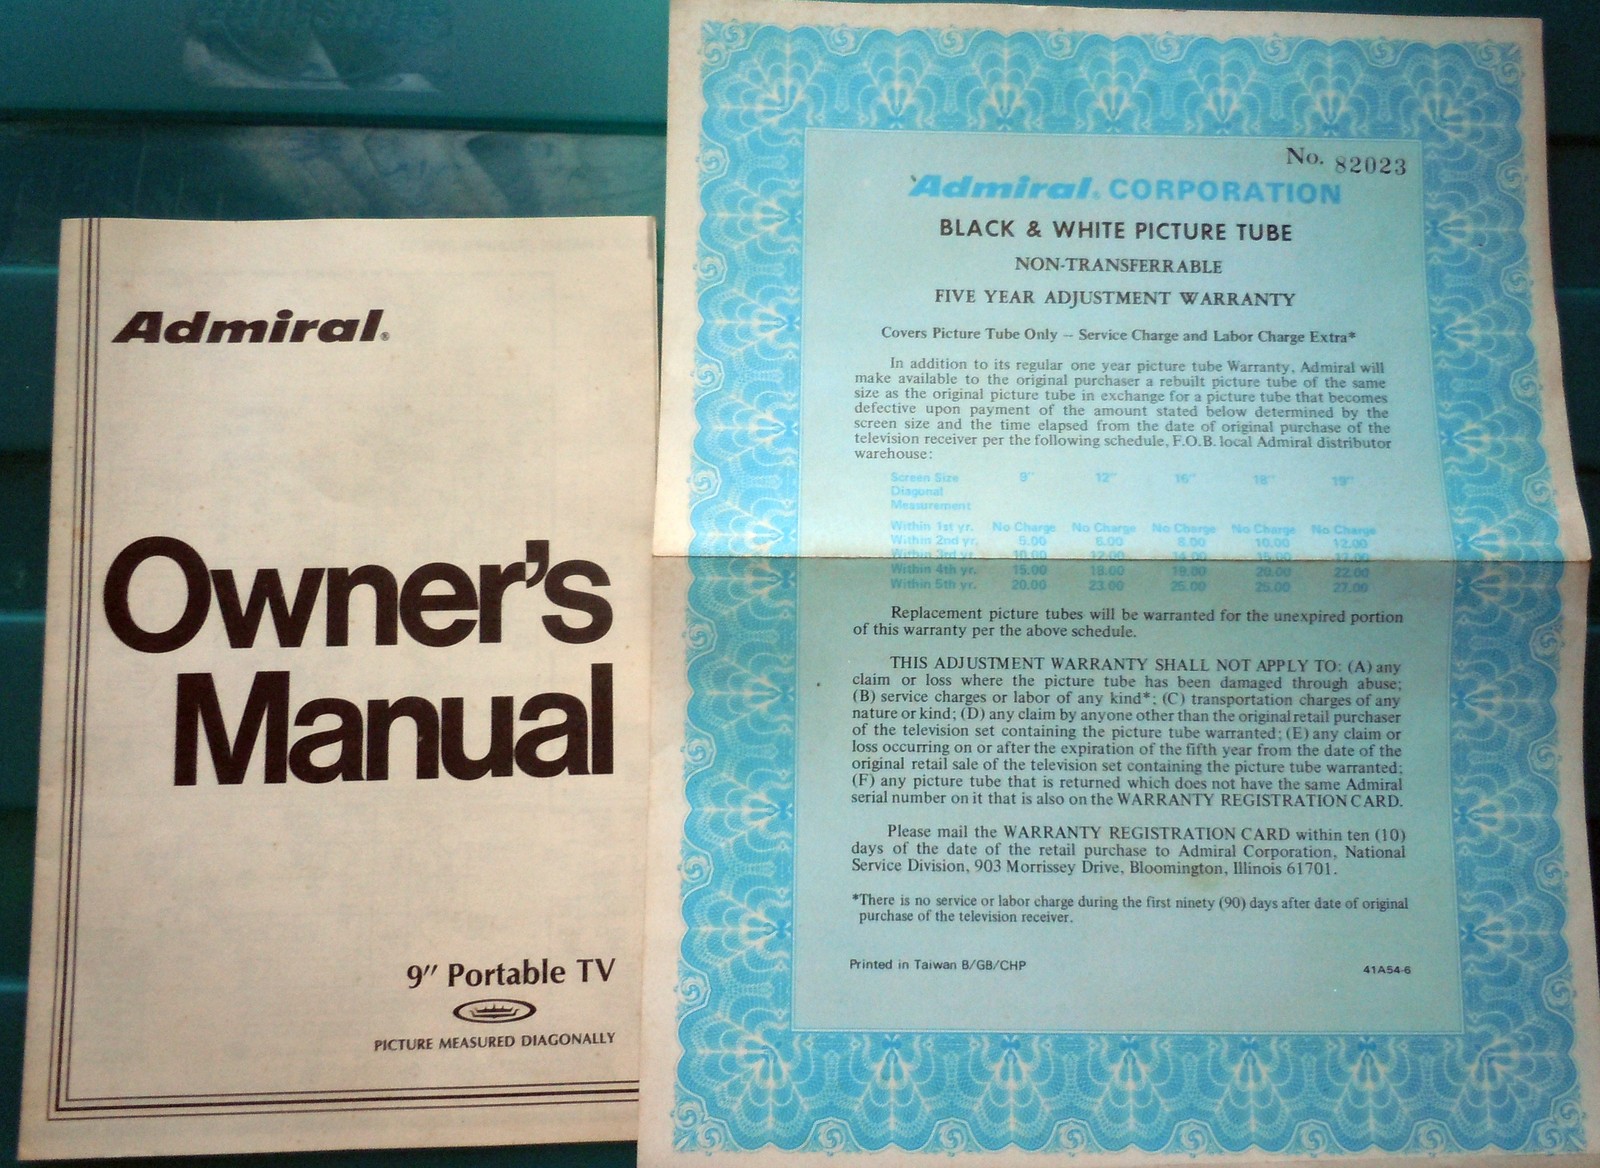 Admiral®
Owner's
Manual
9" Portable TV
PICTURE MEASURED DIAGONALLY
No. 82023
Admiral® CORPORATION
BLACK & WHITE PICTURE TUBE
NON-TRANSFERRABLE
FIVE YEAR ADJUSTMENT WARRANTY
Covers Picture Tube Only – Service Charge and Labor Charge Extra*
In addition to its regular one year picture tube Warranty, Admiral will
make available to the original purchaser a rebuilt picture tube of the same
size as the original picture tube in exchange for a picture tube that becomes
defective upon payment of the amount stated below determined by the
screen size and the time elapsed from the date of original purchase of the
television receiver per the following schedule, F.O.B. local Admiral distributor
warehouse:
Screen Size 9" 12" 16" 18" 19"
Diagonal
Measurement
Within 1st yr. No Charge No Charge No Charge No Charge No Charge
Within 2nd yr. 5.00 6.00 8.00 10.00 12.00
Within 3rd yr. 10.00 12.00 14.00 15.00 17.00
Within 4th yr. 15.00 18.00 19.00 20.00 22.00
Within 5th yr. 20.00 23.00 25.00 25.00 27.00
Replacement picture tubes will be warranted for the unexpired portion
of this warranty per the above schedule.
THIS ADJUSTMENT WARRANTY SHALL NOT APPLY TO: (A) any
claim or loss where the picture tube has been damaged through abuse;
(B) service charges or labor of any kind*; (C) transportation charges of any
nature or kind; (D) any claim by anyone other than the original retail purchaser
of the television set containing the picture tube warranted; (E) any claim or
loss occurring on or after the expiration of the fifth year from the date of the
original retail sale of the television set containing the picture tube warranted;
(F) any picture tube that is returned which does not have the same Admiral
serial number on it that is also on the WARRANTY REGISTRATION CARD.
Please mail the WARRANTY REGISTRATION CARD within ten (10)
days of the date of the retail purchase to Admiral Corporation, National
Service Division, 903 Morrissey Drive, Bloomington, Illinois 61701.
*There is no service or labor charge during the first ninety (90) days after date of original
purchase of the television receiver.
Printed in Taiwan B/GB/CHP
41A54-6